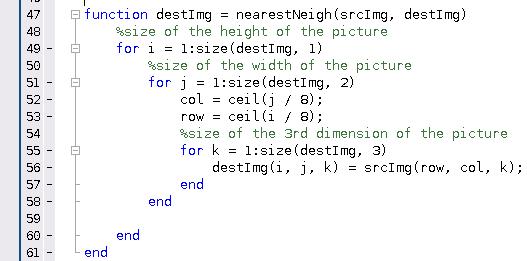 47 - function destImg = nearestNeigh(srcImg, destImg)
48 %size of the height of the picture
49 - for i = 1:size(destImg, 1)
50 %size of the width of the picture
51 - for j = 1:size(destImg, 2)
52 - col = ceil(j / 8);
53 - row = ceil(i / 8);
54 %size of the 3rd dimension of the picture
55 - for k = 1:size(destImg, 3)
56 - destImg(i, j, k) = srcImg(row, col, k);
57 - end
58 - end
59
60 - end
61 - end